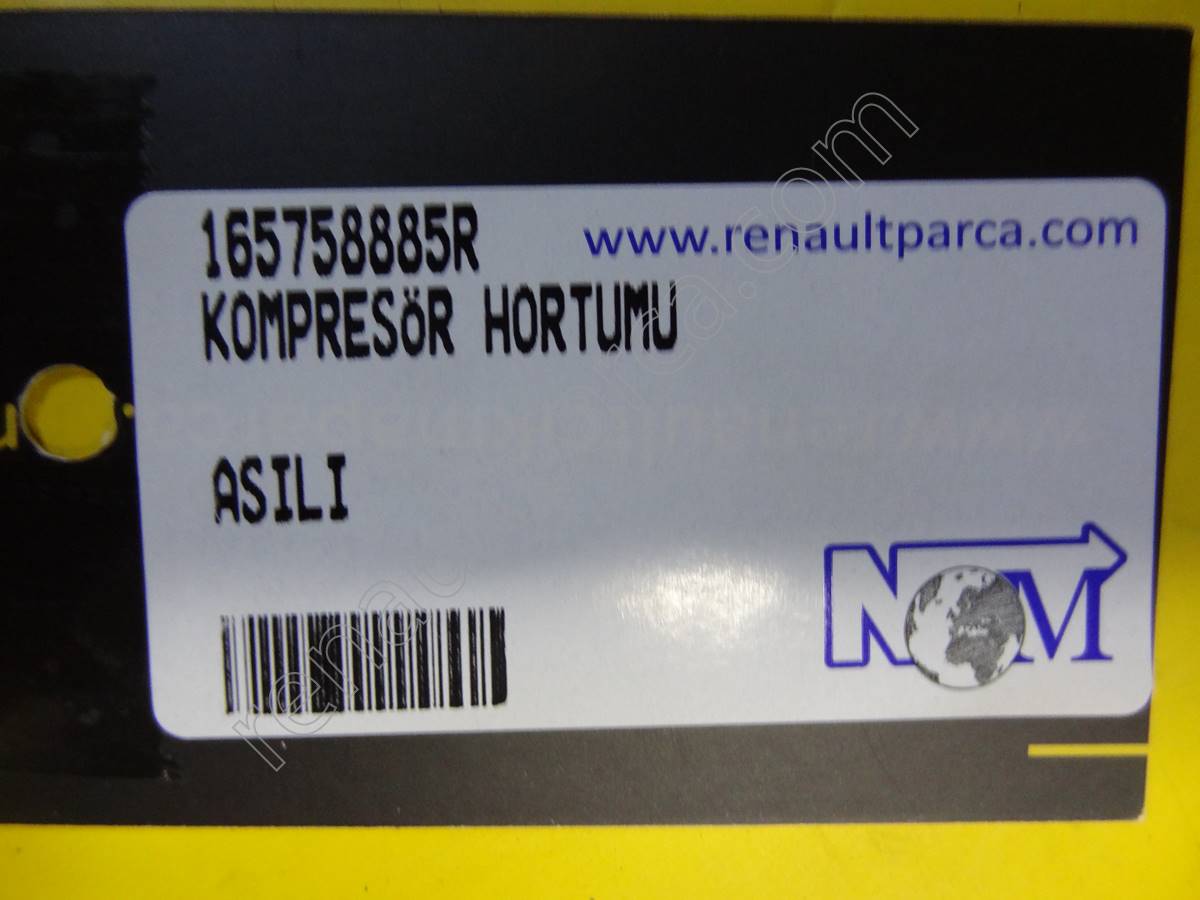 165758885R
www.renaultparca.com
KOMPRESÖR HORTUMU
ASILI
NM